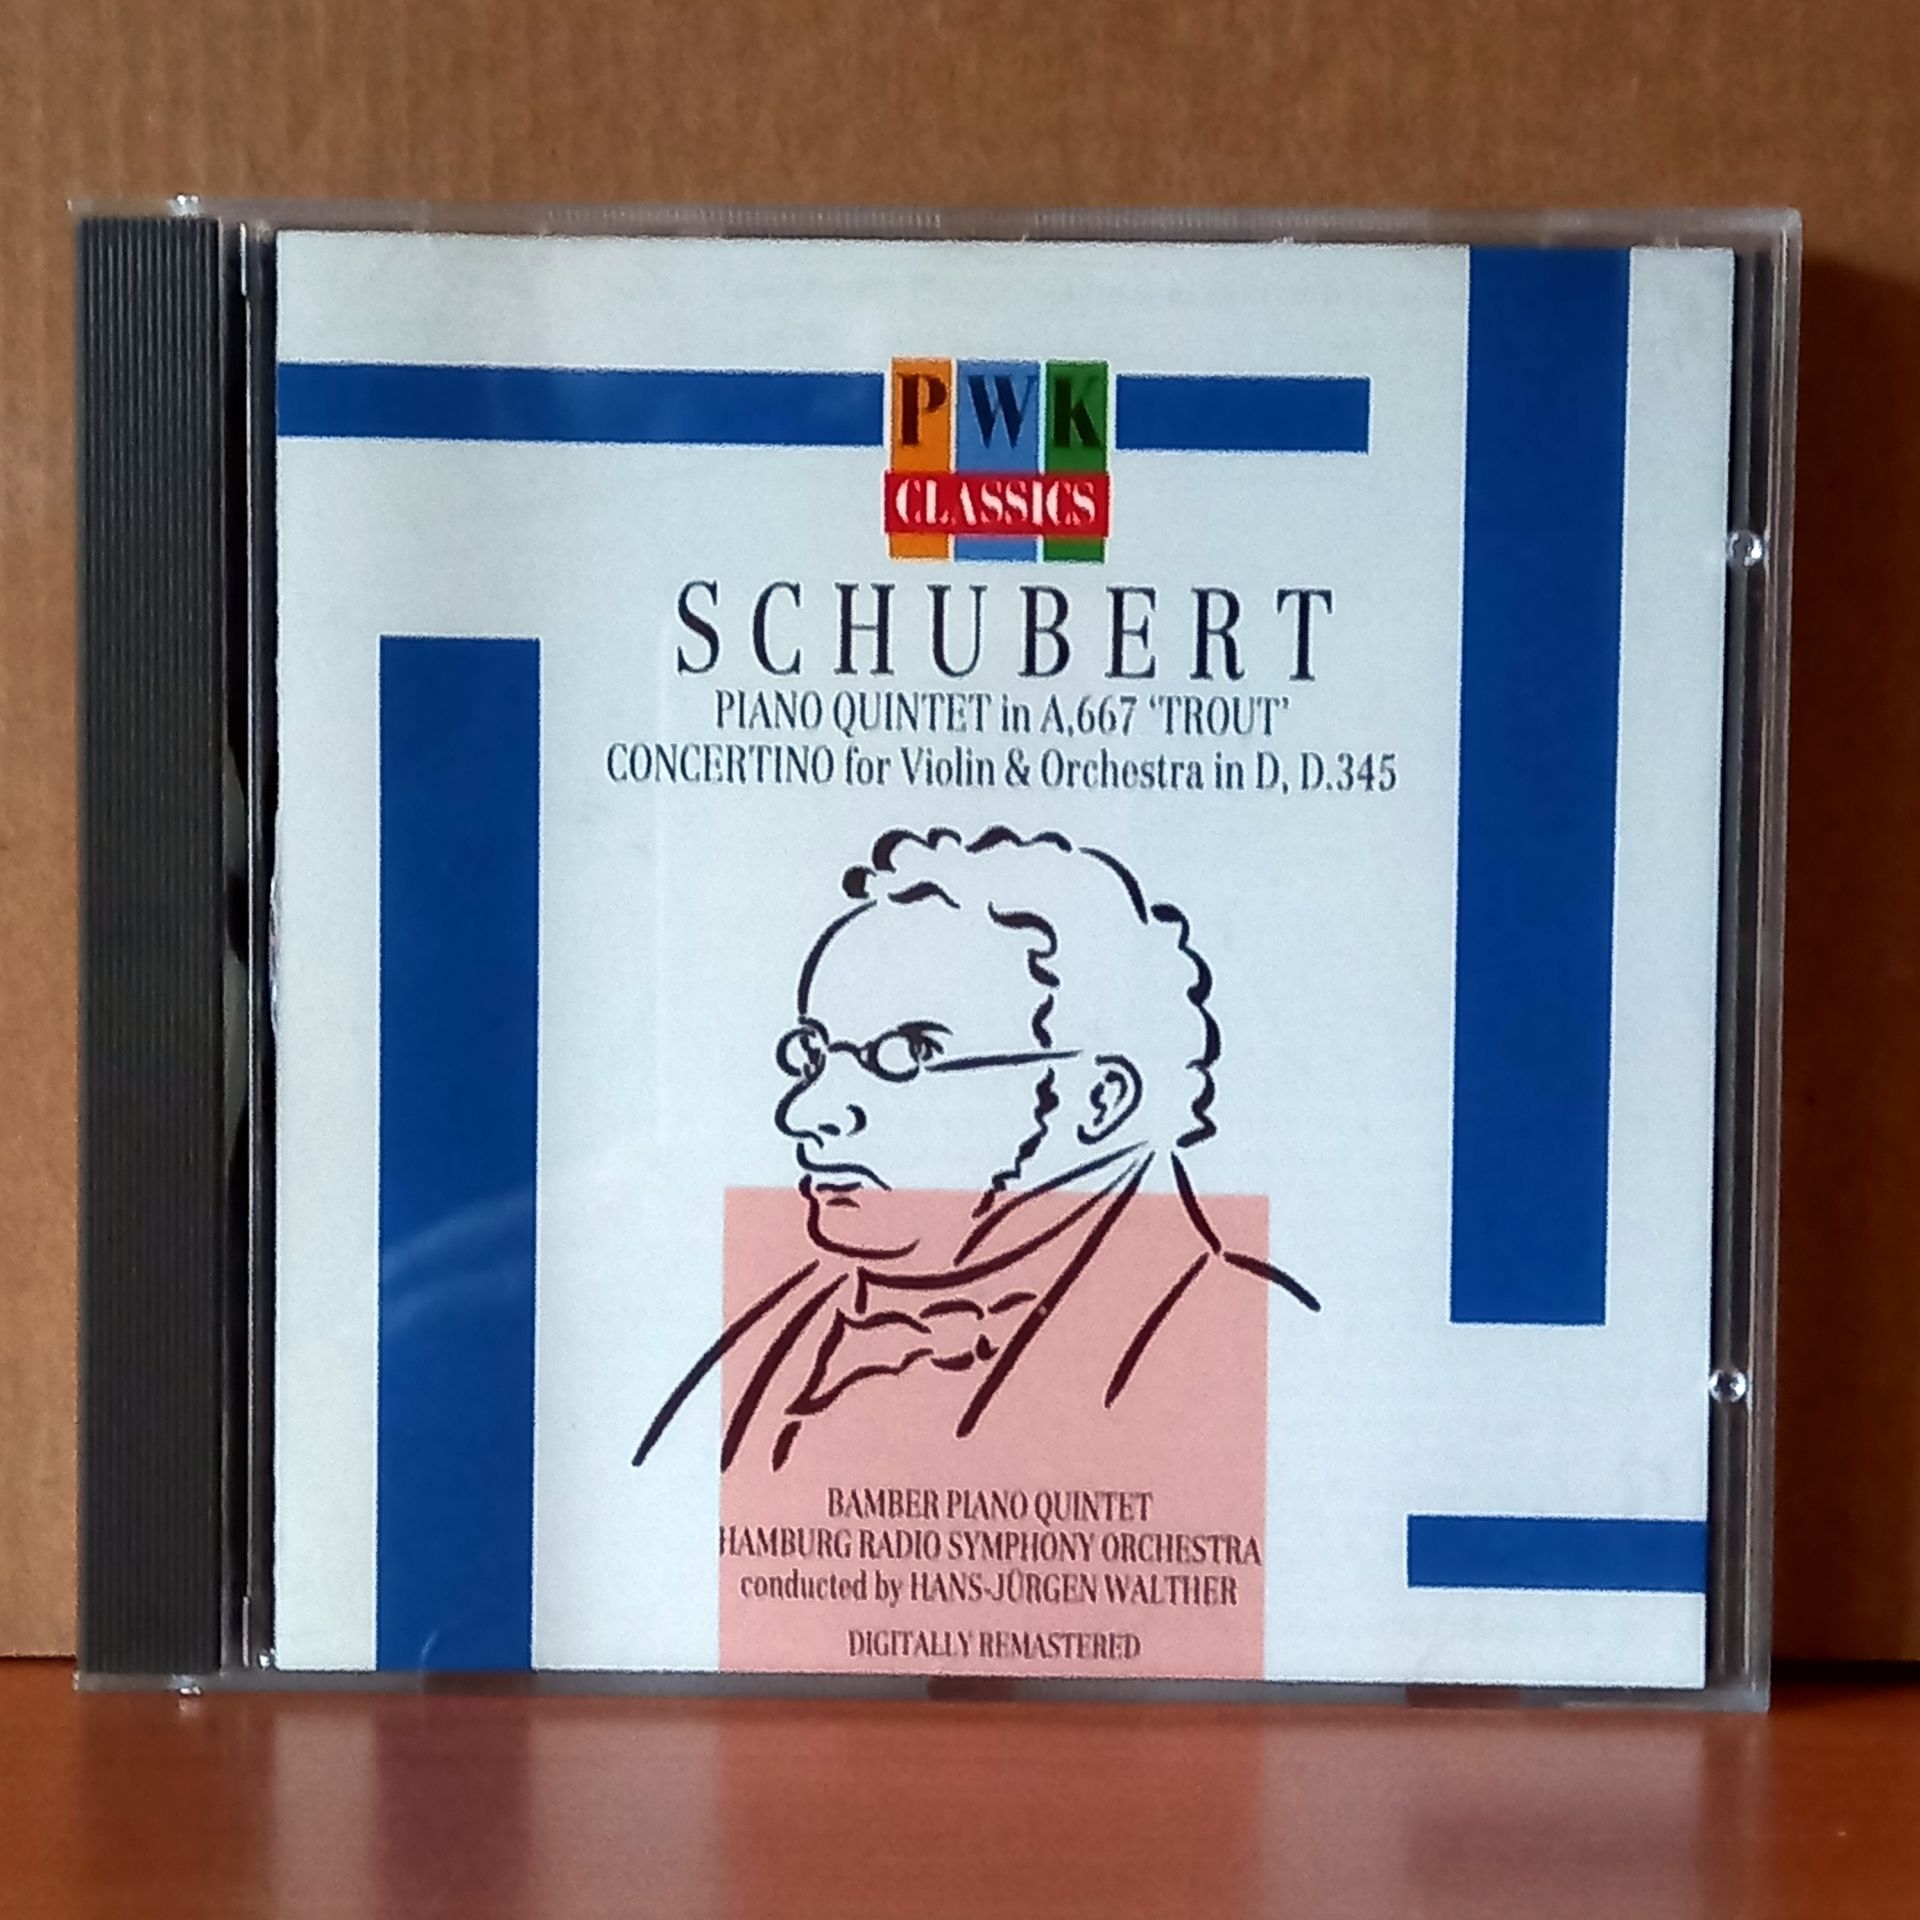 PWK
CLASSICS
SCHUBERT
PIANO QUINTET in A,667 ‘TROUT’
CONCERTINO for Violin & Orchestra in D, D.345
BAMBER PIANO QUINTET
HAMBURG RADIO SYMPHONY ORCHESTRA
conducted by HANS-JÜRGEN WALTHER
DIGITALLY REMASTERED